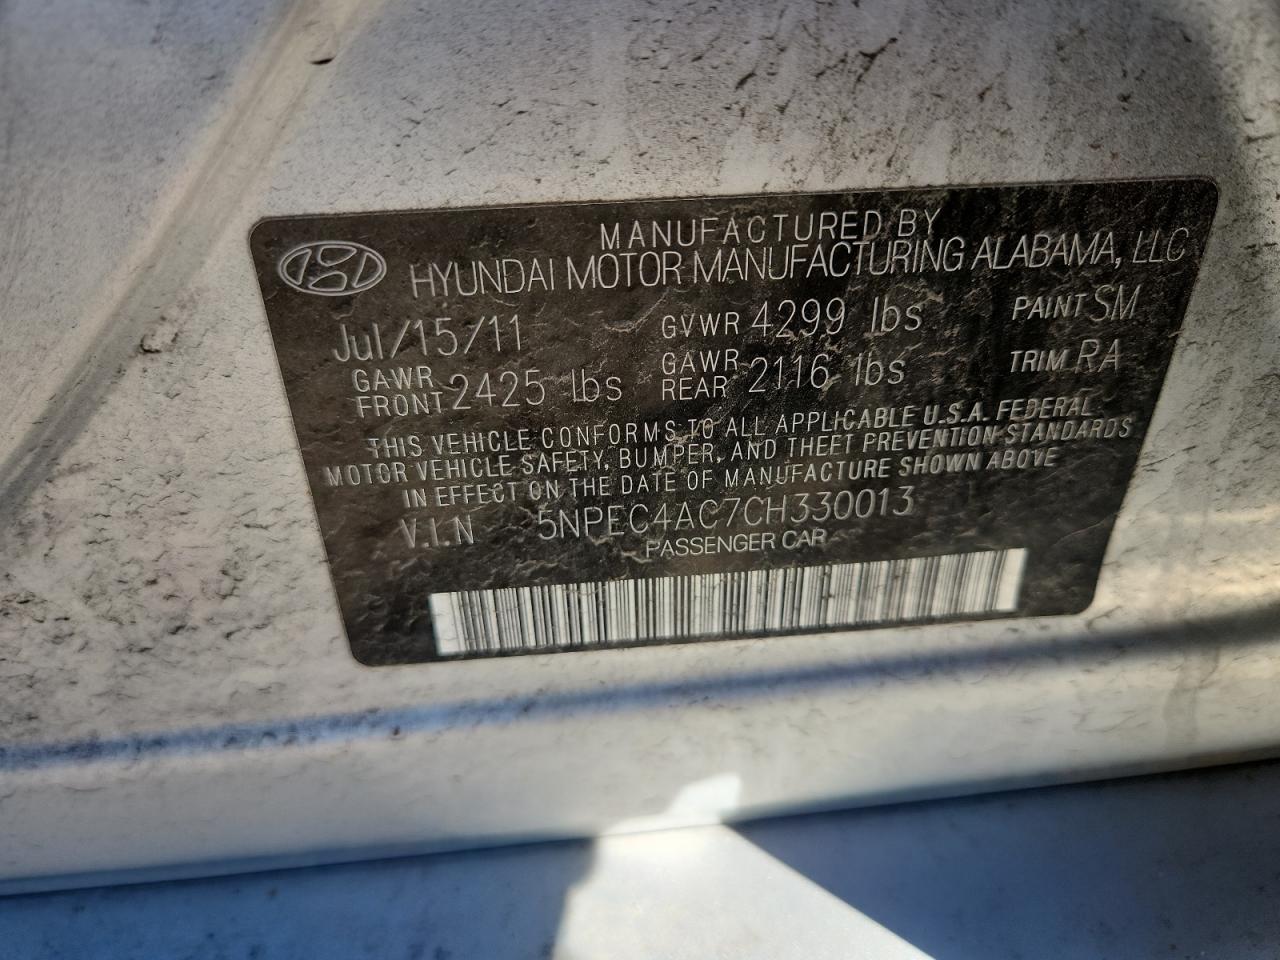 MANUFACTURED BY
HYUNDAI MOTOR MANUFACTURING ALABAMA, LLC
Jul/15/11 GVWR 4299 lbs PAINT SM
GAWR FRONT 2425 lbs GAWR REAR 2116 lbs TRIM RA
THIS VEHICLE CONFORMS TO ALL APPLICABLE U.S.A. FEDERAL
MOTOR VEHICLE SAFETY, BUMPER, AND THEFT PREVENTION STANDARDS
IN EFFECT ON THE DATE OF MANUFACTURE SHOWN ABOVE
V.I.N 5NPEC4AC7CH330013
PASSENGER CAR